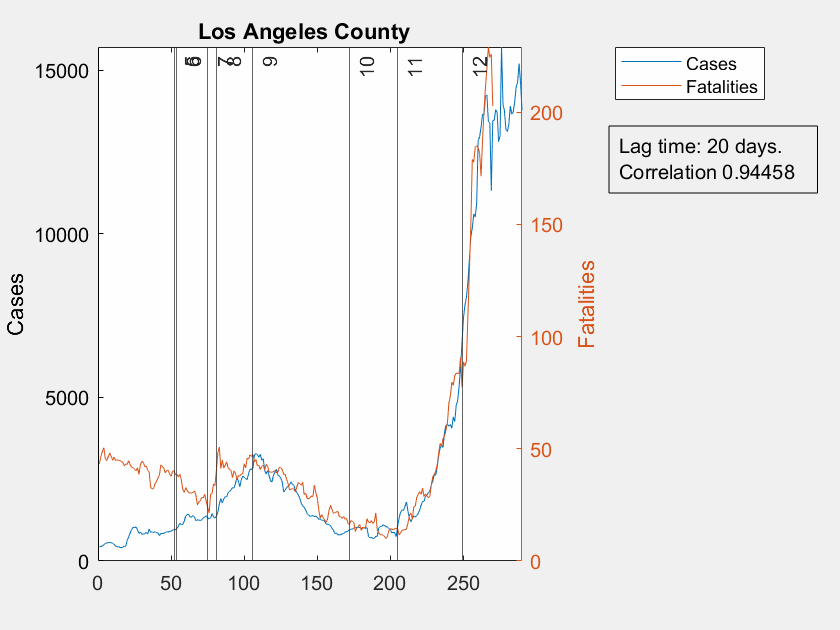 Los Angeles County
Cases
15000
10000
5000
0
5
6
7
8
9
10
11
12
200
150
100
50
0
Fatalities
0 50 100 150 200 250
Cases
Fatalities
Lag time: 20 days.
Correlation 0.94458